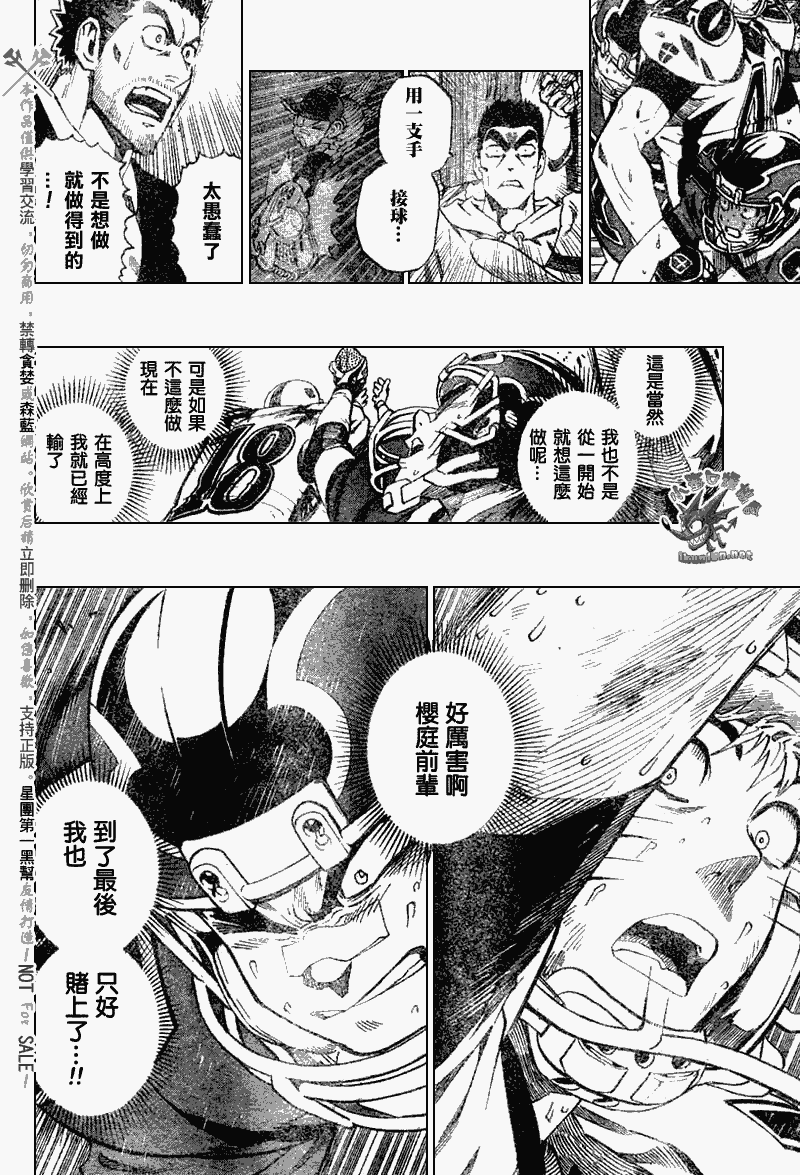 用一支手
接球…
太愚蠢了
不是想做
就做得到的
…！
這是當然
我也不是
從一開始
就想這麼
做呢…
可是如果
不這麼做
現在
在高度上
我就已經
輸了
18
好厲害啊
櫻庭前輩
到了最後
我也
只好
賭上了…!!
本作品僅供學習交流。切勿商用。禁轉貪婪威森藍網站。欣賞后請立即刪除。如您喜歡，支持正版。星團第一黑幫友情打造！NOT For SALE！